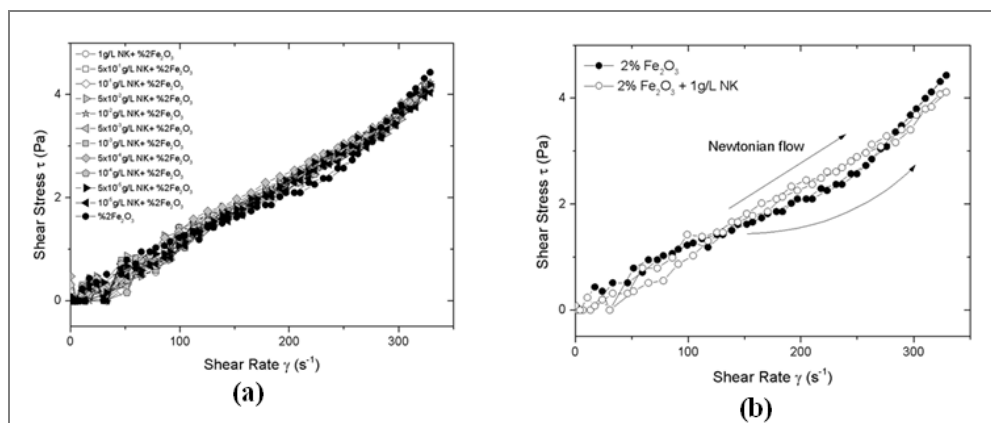 1g/L NK+ %2Fe₂O₃
5x10⁻¹g/L NK+ %2Fe₂O₃
10⁻¹g/L NK+ %2Fe₂O₃
5x10⁻²g/L NK+ %2Fe₂O₃
10⁻²g/L NK+ %2Fe₂O₃
5x10⁻³g/L NK+ %2Fe₂O₃
10⁻³g/L NK+ %2Fe₂O₃
5x10⁻⁴g/L NK+ %2Fe₂O₃
10⁻⁴g/L NK+ %2Fe₂O₃
5x10⁻⁵g/L NK+ %2Fe₂O₃
10⁻⁵g/L NK+ %2Fe₂O₃
%2Fe₂O₃
Shear Stress τ (Pa)
4
2
0
0 100 200 300
Shear Rate γ (s⁻¹)
(a)
2% Fe₂O₃
2% Fe₂O₃ + 1g/L NK
Newtonian flow
Shear Stress τ (Pa)
4
2
0
0 100 200 300
Shear Rate γ (s⁻¹)
(b)